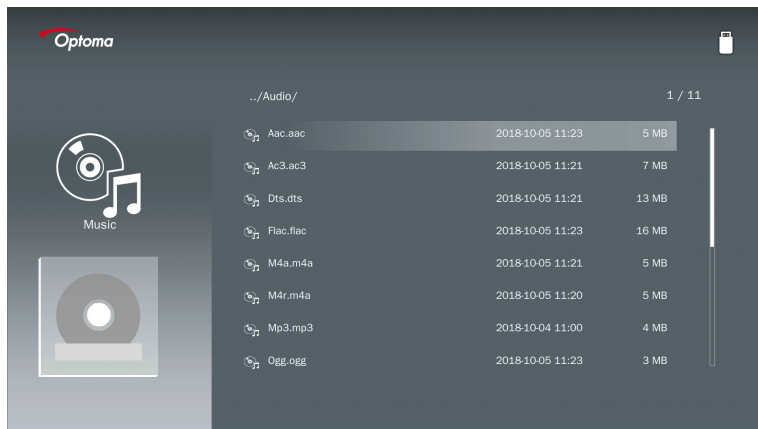 Optoma
../Audio/ 1 / 11
Aac.aac 2018-10-05 11:23 5 MB
Ac3.ac3 2018-10-05 11:21 7 MB
Dts.dts 2018-10-05 11:21 13 MB
Flac.flac 2018-10-05 11:23 16 MB
M4a.m4a 2018-10-05 11:21 5 MB
M4r.m4a 2018-10-05 11:20 5 MB
Mp3.mp3 2018-10-04 11:00 4 MB
Ogg.ogg 2018-10-05 11:23 3 MB
Music